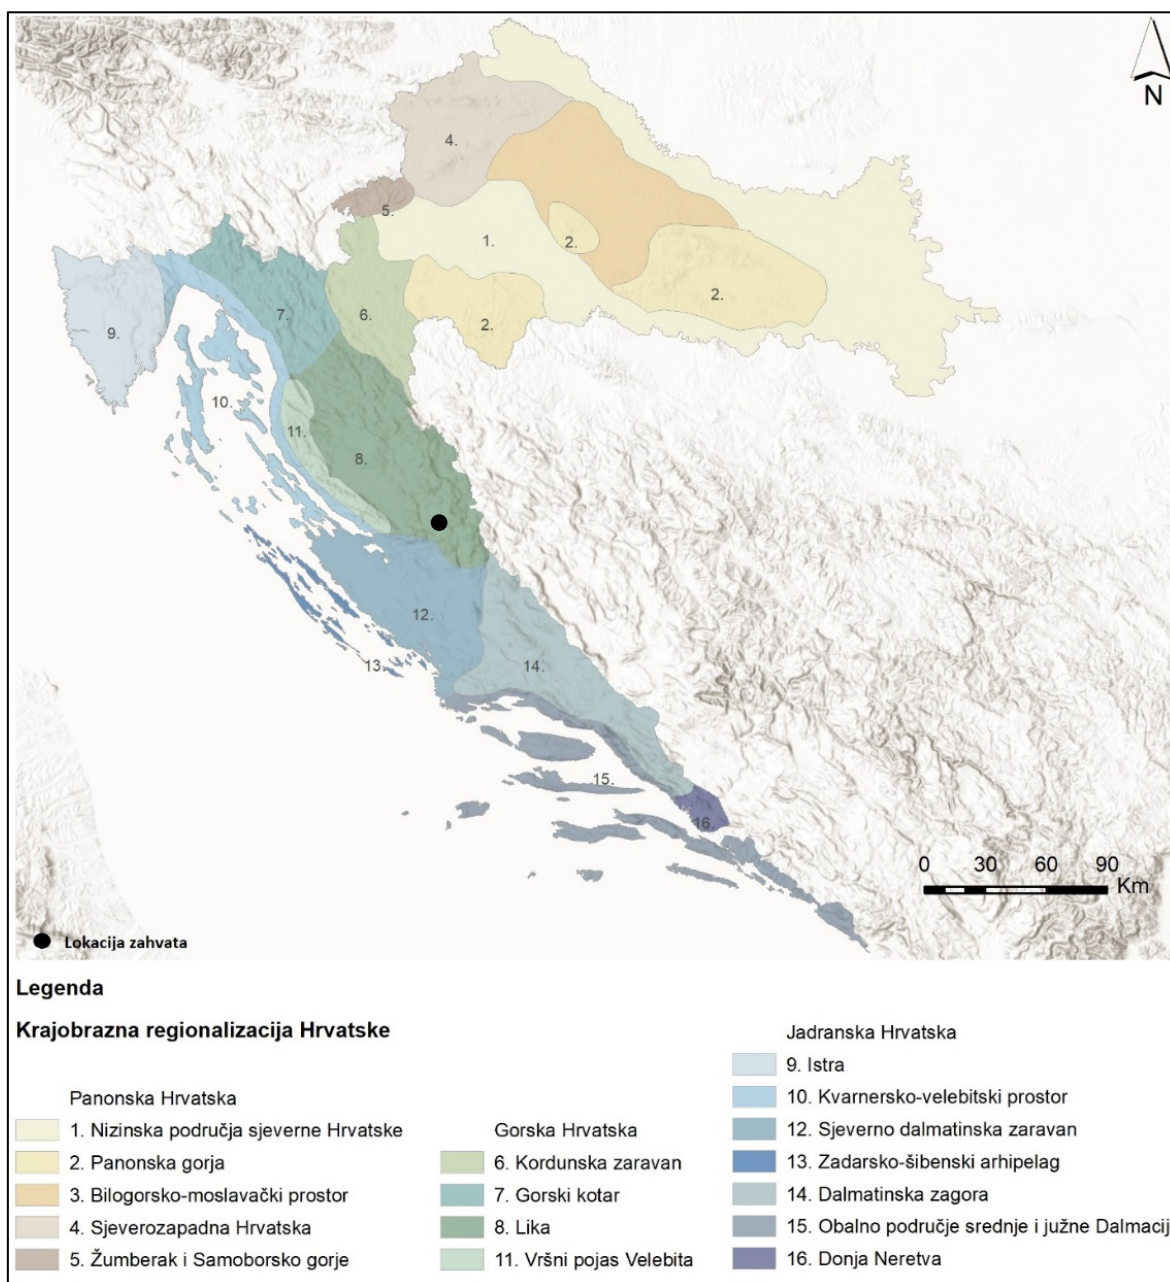 N
4.
5.
1.
2.
2.
7.
6.
2.
9.
10.
11.
8.
12.
13.
14.
15.
16.
0 30 60 90
Km
Lokacija zahvata
Legenda
Krajobrazna regionalizacija Hrvatske
Panonska Hrvatska
1. Nizinska područja sjeverne Hrvatske
2. Panonska gorja
3. Bilogorsko-moslavački prostor
4. Sjeverozapadna Hrvatska
5. Žumberak i Samoborsko gorje
Gorska Hrvatska
6. Kordunska zaravan
7. Gorski kotar
8. Lika
11. Vršni pojas Velebita
Jadranska Hrvatska
9. Istra
10. Kvarnersko-velebitski prostor
12. Sjeverno dalmatinska zaravan
13. Zadarsko-šibenski arhipelag
14. Dalmatinska zagora
15. Obalno područje srednje i južne Dalmacij
16. Donja Neretva